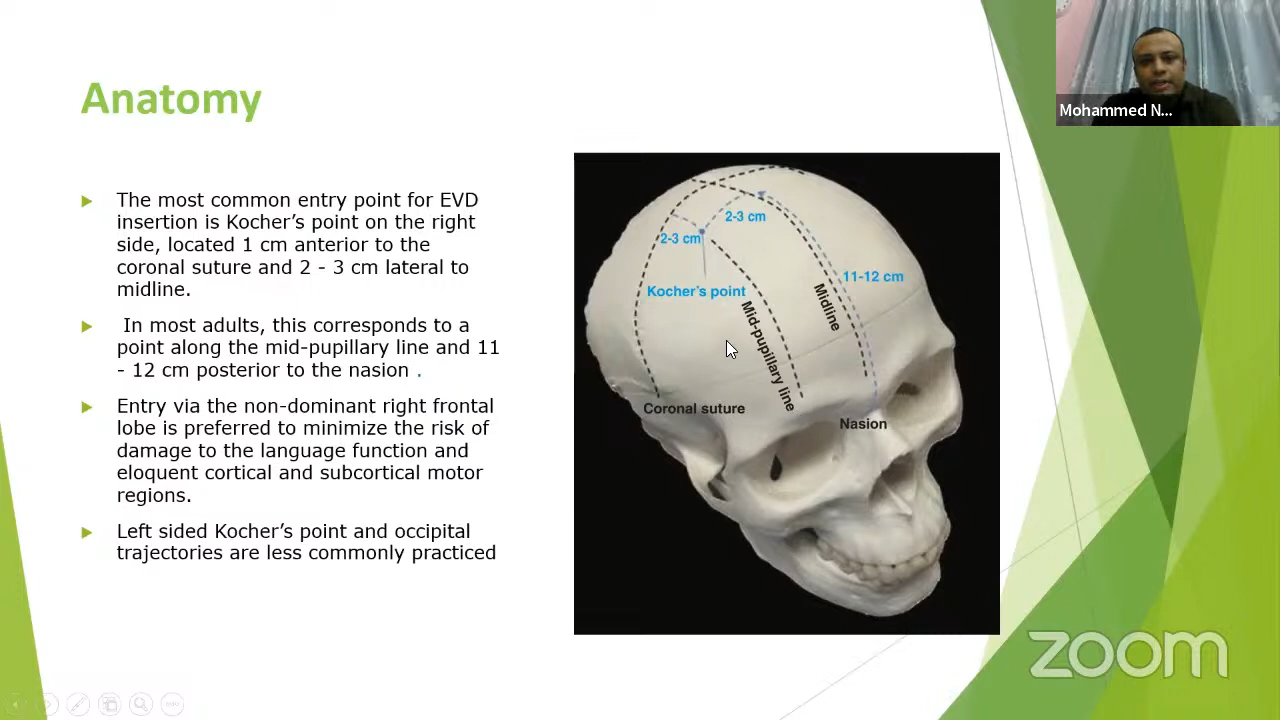 Anatomy
The most common entry point for EVD
insertion is Kocher’s point on the right
side, located 1 cm anterior to the
coronal suture and 2 - 3 cm lateral to
midline.
In most adults, this corresponds to a
point along the mid-pupillary line and 11
- 12 cm posterior to the nasion .
Entry via the non-dominant right frontal
lobe is preferred to minimize the risk of
damage to the language function and
eloquent cortical and subcortical motor
regions.
Left sided Kocher’s point and occipital
trajectories are less commonly practiced
2-3 cm
2-3 cm
Kocher’s point
11-12 cm
Midline
Mid-pupillary line
Coronal suture
Nasion
Mohammed N...
zoom